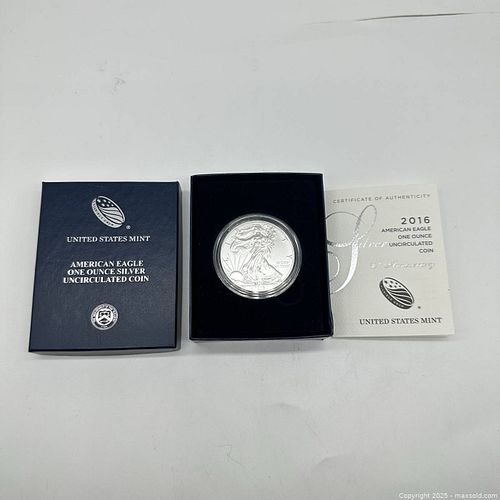 UNITED STATES MINT
AMERICAN EAGLE
ONE OUNCE SILVER
UNCIRCULATED COIN
CERTIFICATE OF AUTHENTICITY
2016
AMERICAN EAGLE
ONE OUNCE
Silver UNCIRCULATED
COIN
Anniversary
UNITED STATES MINT
Copyright 2025 - maxsold.com